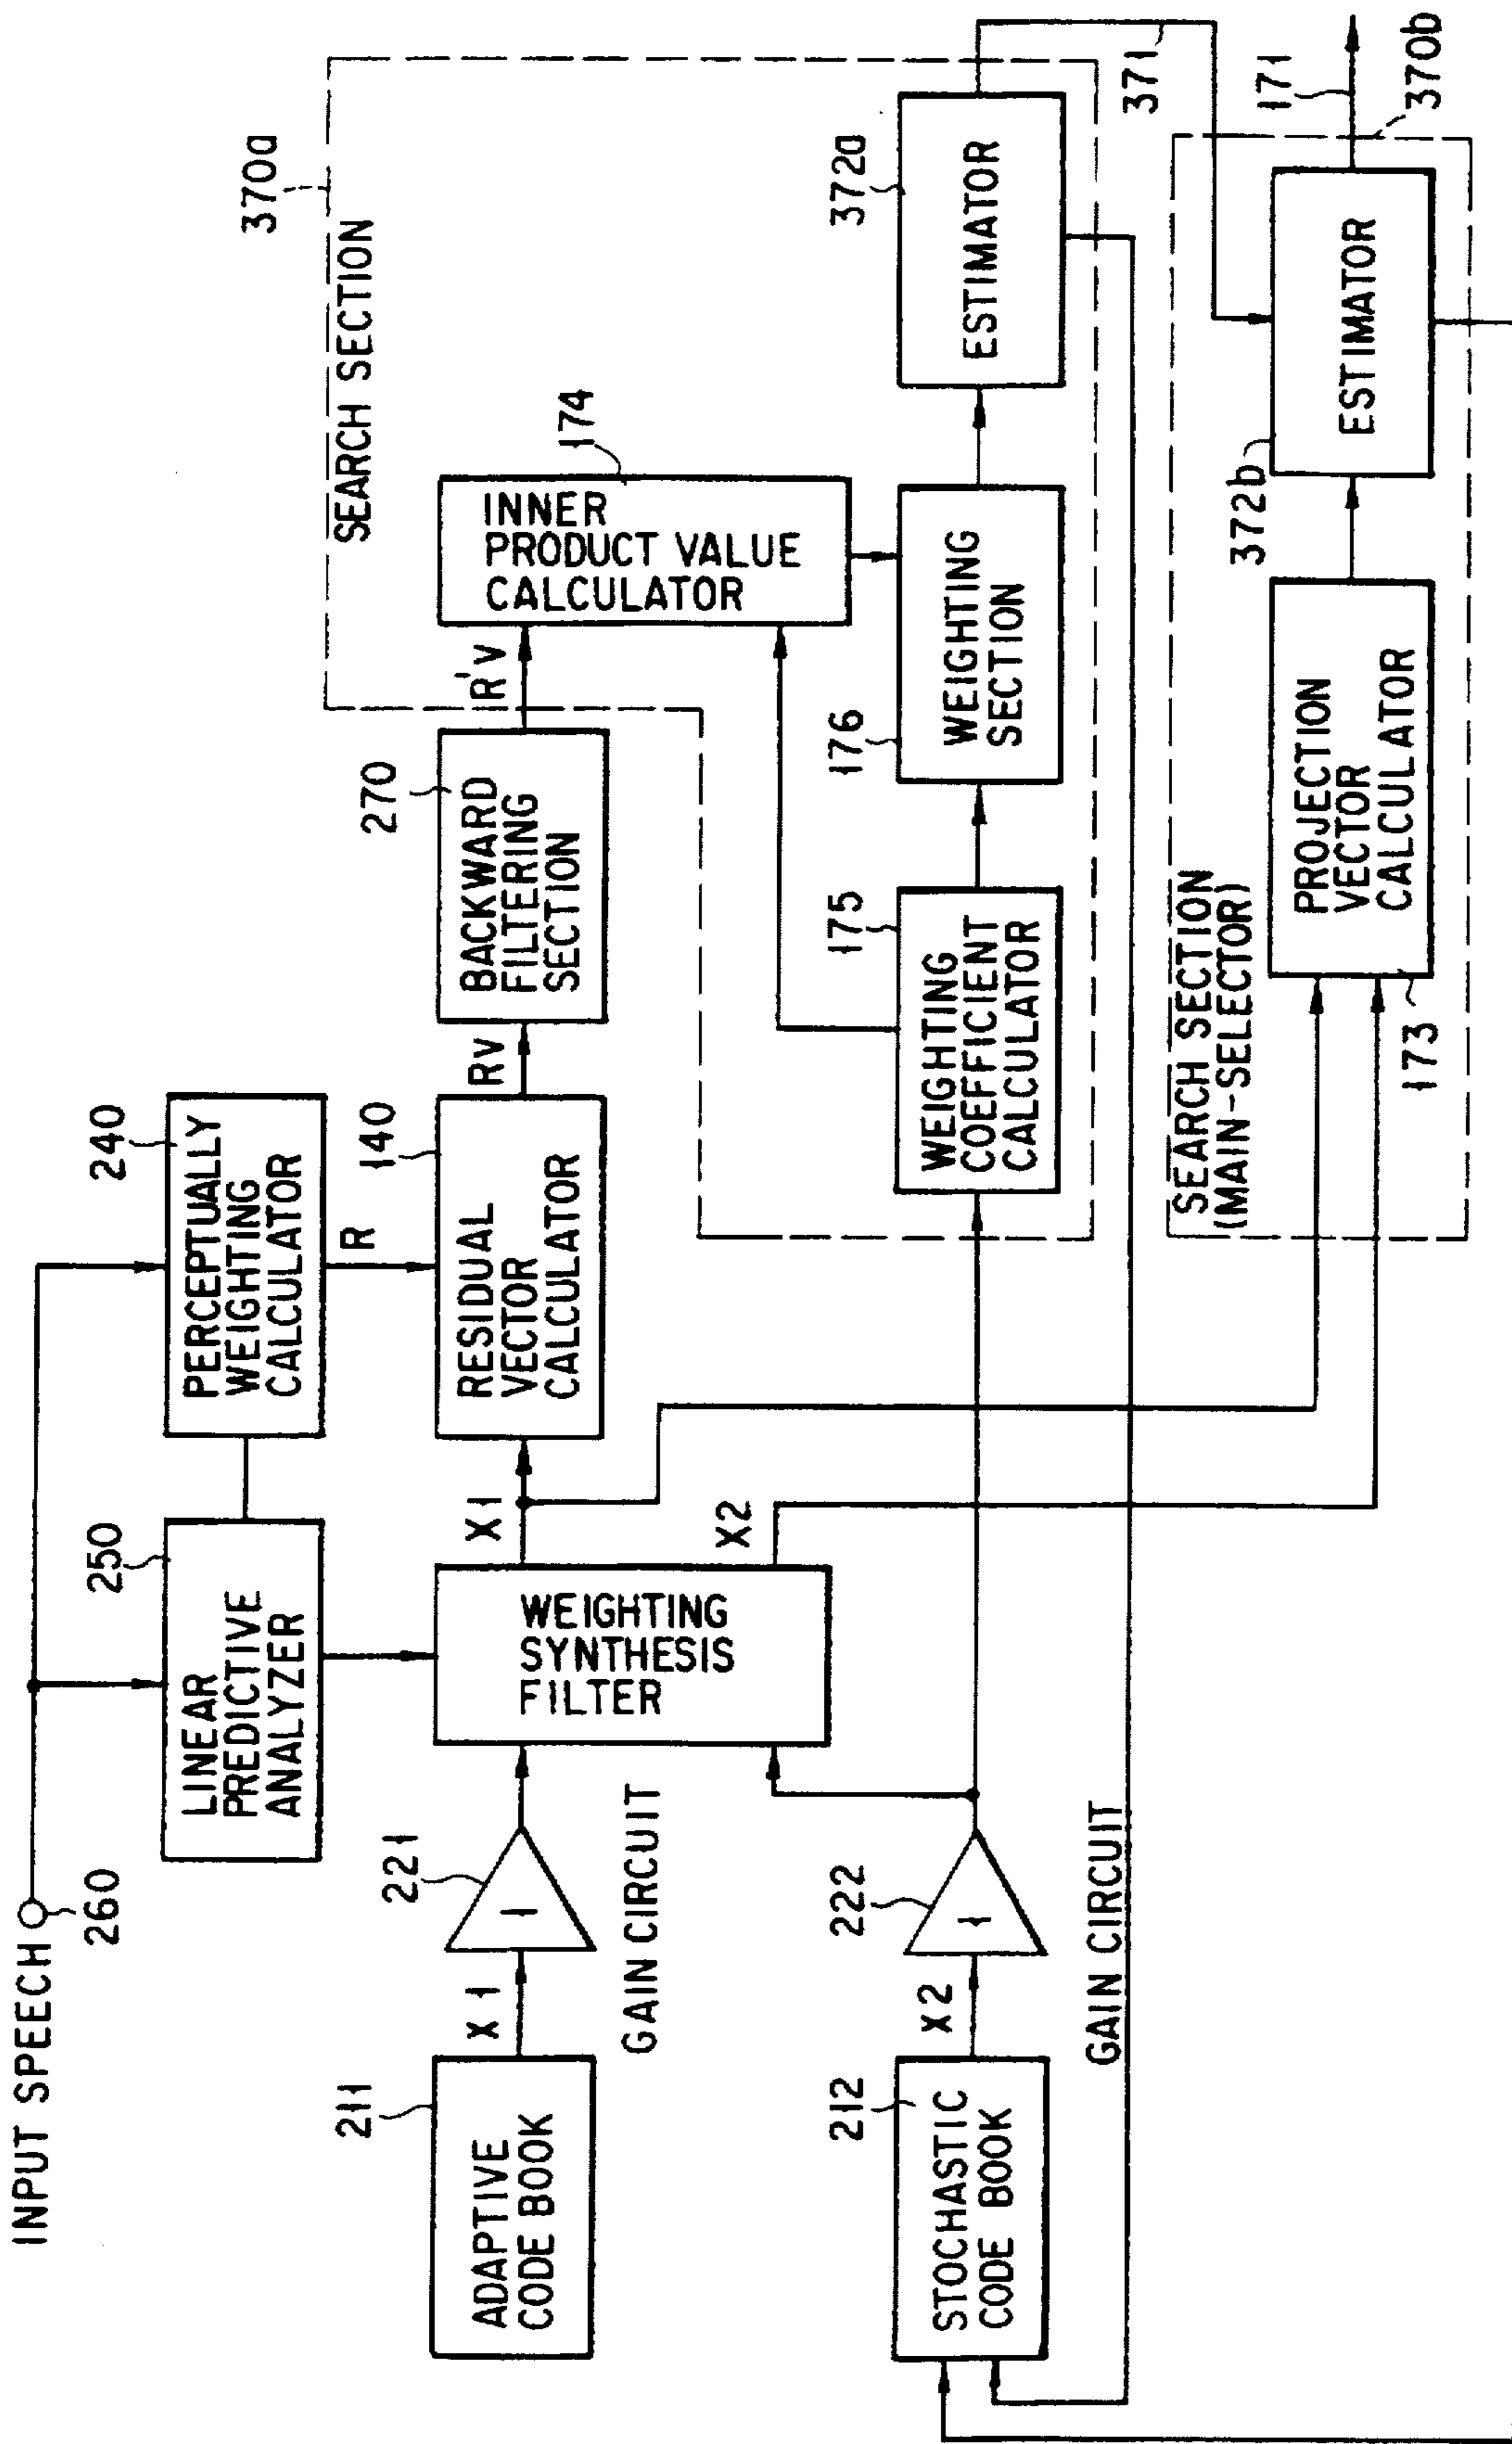 INPUT SPEECH
260
LINEAR
PREDICTIVE
ANALYZER
250
PERCEPTUALLY
WEIGHTING
CALCULATOR
240
R
ADAPTIVE
CODE BOOK
211
X1
221
GAIN CIRCUIT
WEIGHTING
SYNTHESIS
FILTER
X1
X2
RESIDUAL
VECTOR
CALCULATOR
140
RV
BACKWARD
FILTERING
SECTION
270
R'V
SEARCH SECTION
370a
INNER
PRODUCT VALUE
CALCULATOR
174
STOCHASTIC
CODE BOOK
212
X2
222
GAIN CIRCUIT
WEIGHTING
COEFFICIENT
CALCULATOR
175
WEIGHTING
SECTION
176
ESTIMATOR
372a
371
SEARCH SECTION
(MAIN-SELECTOR)
PROJECTION
VECTOR
CALCULATOR
173
ESTIMATOR
372b
171
370b